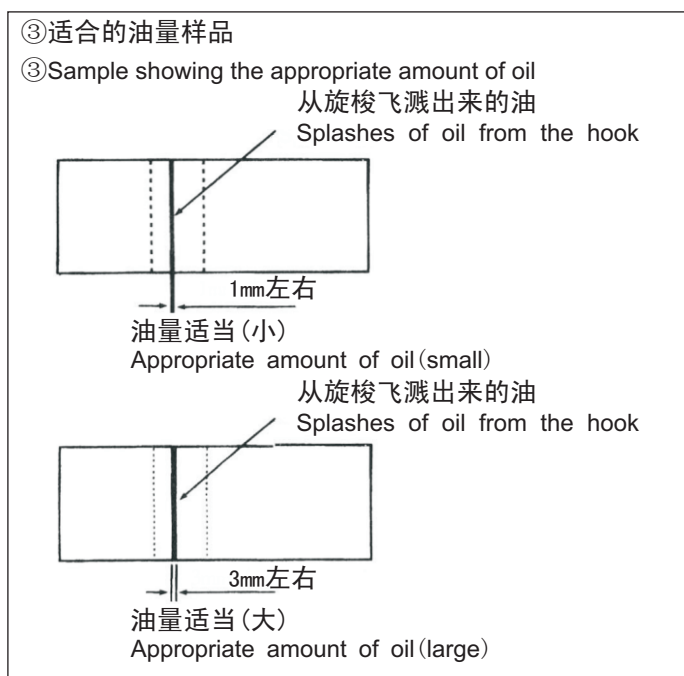 ③适合的油量样品
③Sample showing the appropriate amount of oil
从旋梭飞溅出来的油
Splashes of oil from the hook
1mm左右
油量适当(小)
Appropriate amount of oil(small)
从旋梭飞溅出来的油
Splashes of oil from the hook
3mm左右
油量适当(大)
Appropriate amount of oil(large)